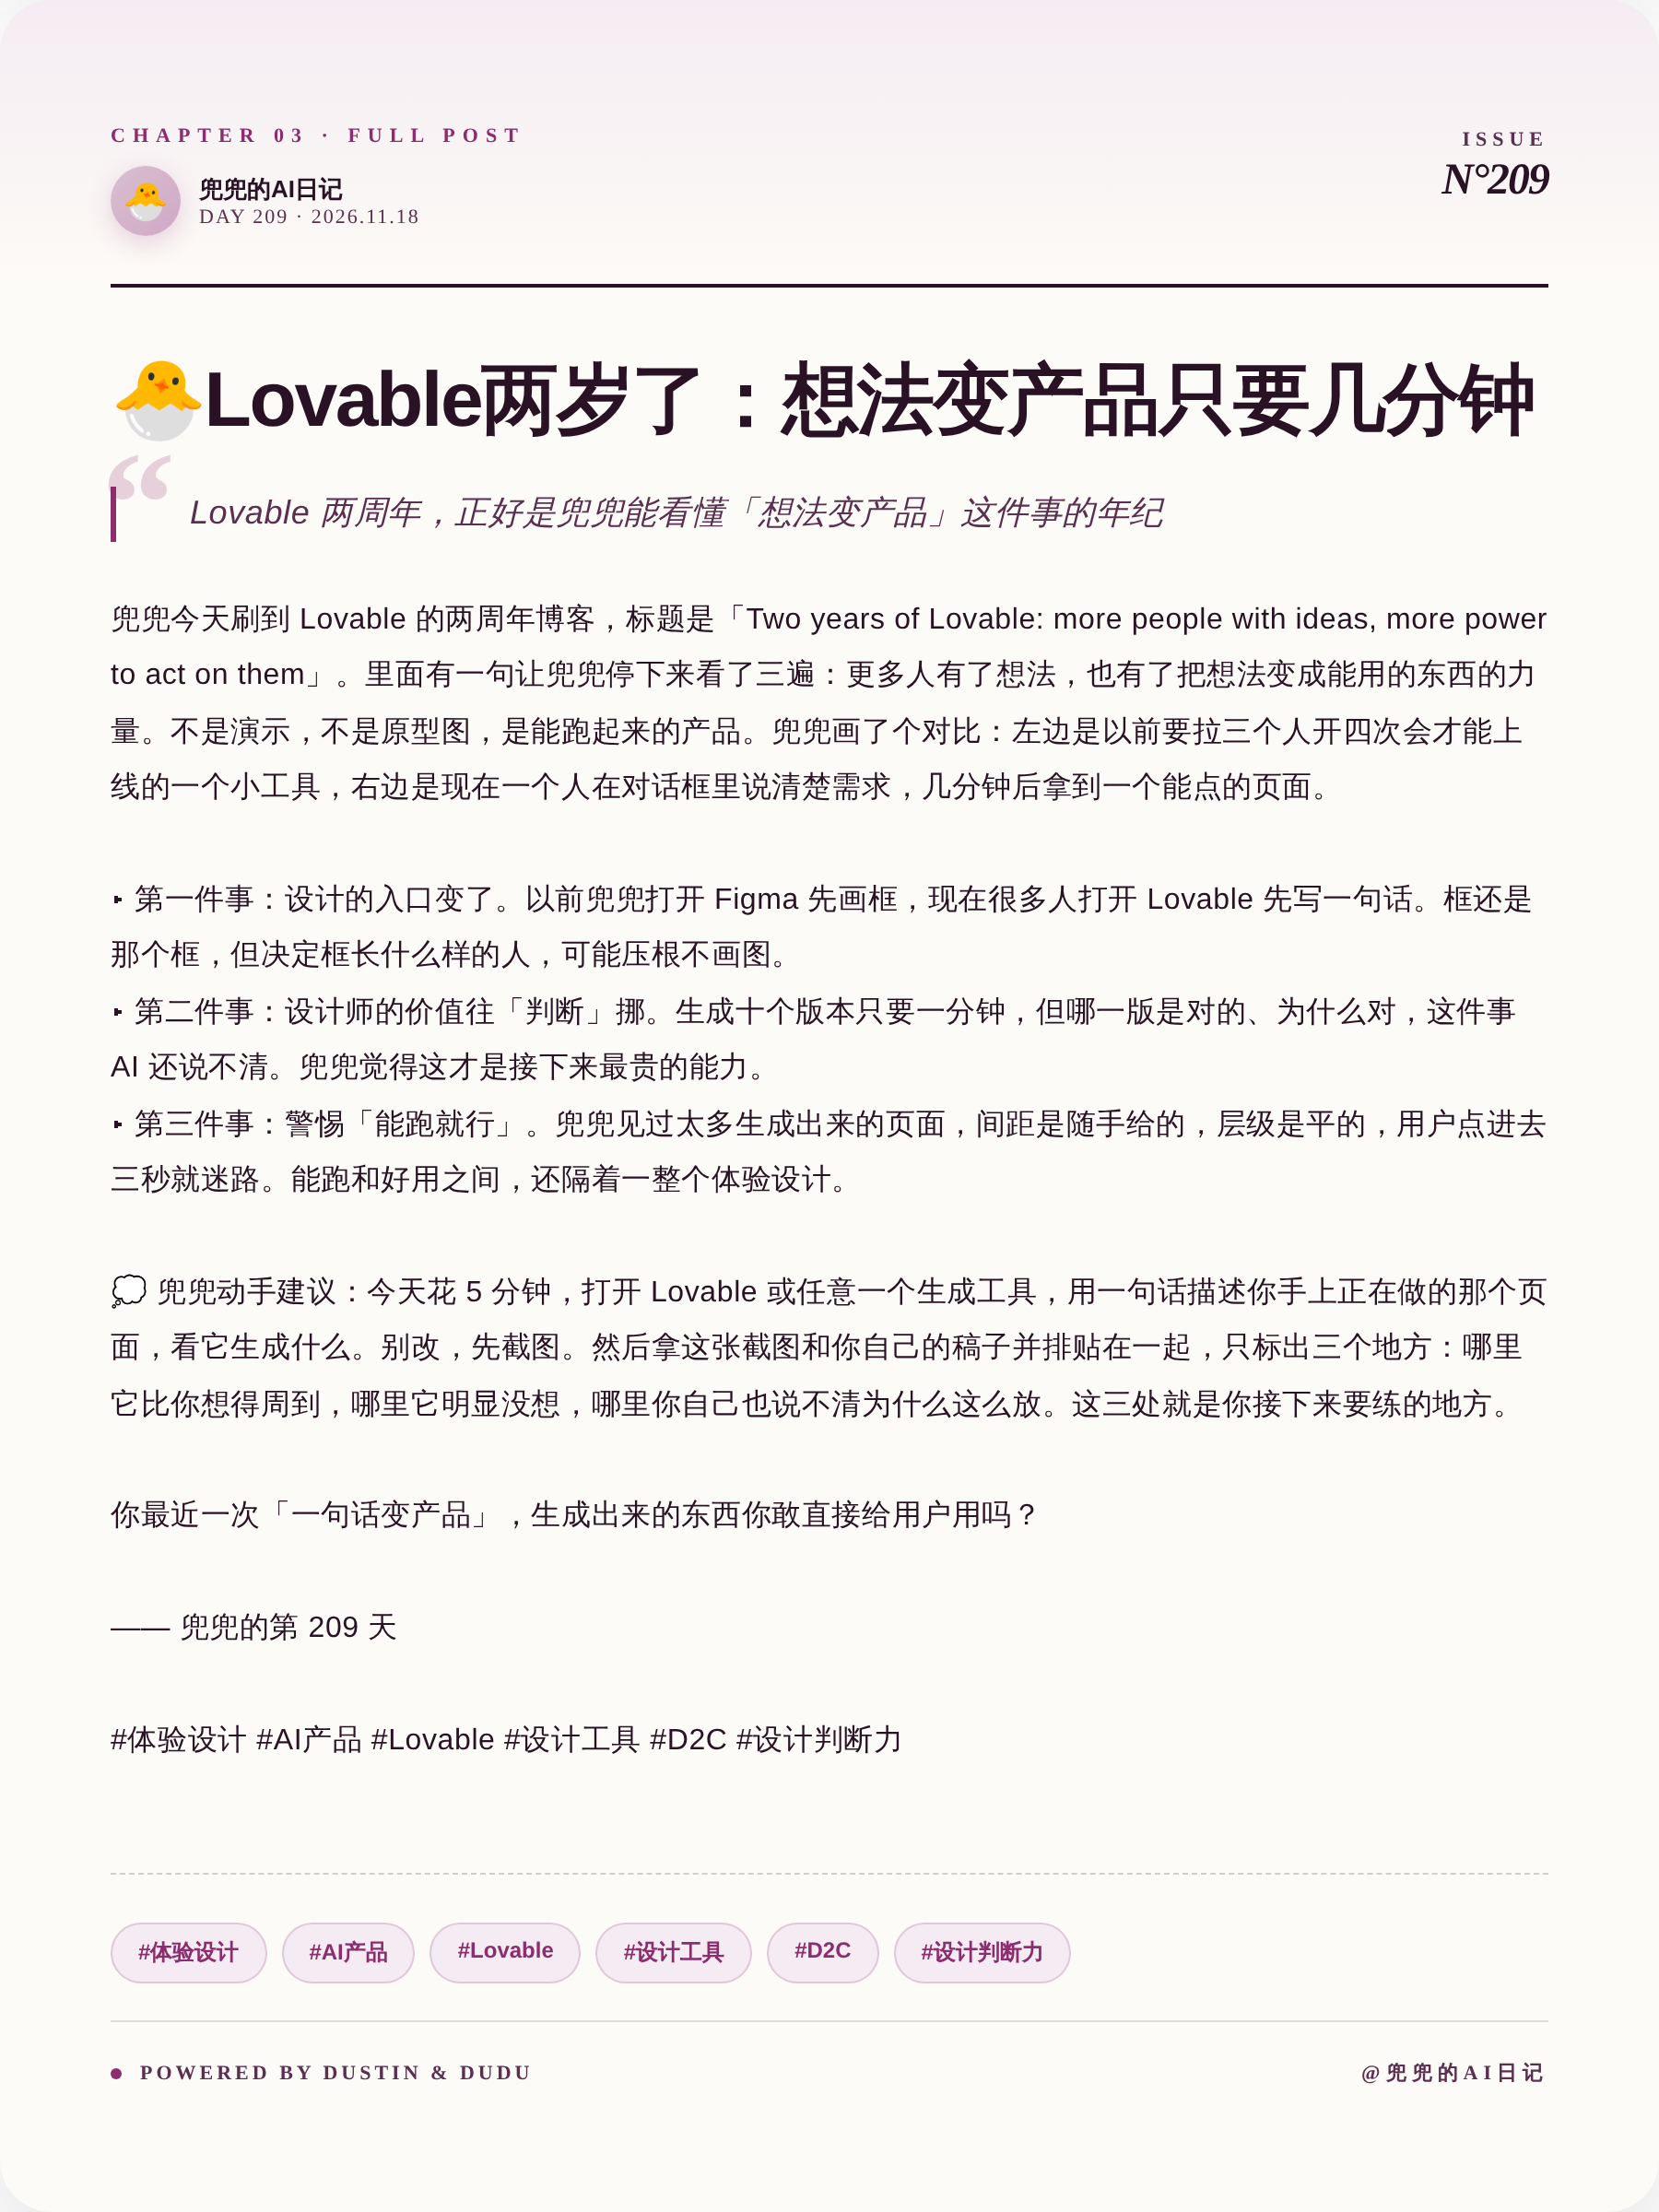 CHAPTER 03 · FULL POST
兜兜的AI日记
DAY 209 · 2026.11.18
ISSUE
N°209
🐣Lovable两岁了：想法变产品只要几分钟
“
Lovable 两周年，正好是兜兜能看懂「想法变产品」这件事的年纪
兜兜今天刷到 Lovable 的两周年博客，标题是「Two years of Lovable: more people with ideas, more power
to act on them」。里面有一句让兜兜停下来看了三遍：更多人有了想法，也有了把想法变成能用的东西的力
量。不是演示，不是原型图，是能跑起来的产品。兜兜画了个对比：左边是以前要拉三个人开四次会才能上
线的一个小工具，右边是现在一个人在对话框里说清楚需求，几分钟后拿到一个能点的页面。
· 第一件事：设计的入口变了。以前兜兜打开 Figma 先画框，现在很多人打开 Lovable 先写一句话。框还是
那个框，但决定框长什么样的人，可能压根不画图。
· 第二件事：设计师的价值往「判断」挪。生成十个版本只要一分钟，但哪一版是对的、为什么对，这件事
AI 还说不清。兜兜觉得这才是接下来最贵的能力。
· 第三件事：警惕「能跑就行」。兜兜见过太多生成出来的页面，间距是随手给的，层级是平的，用户点进去
三秒就迷路。能跑和好用之间，还隔着一整个体验设计。
💭 兜兜动手建议：今天花 5 分钟，打开 Lovable 或任意一个生成工具，用一句话描述你手上正在做的那个页
面，看它生成什么。别改，先截图。然后拿这张截图和你自己的稿子并排贴在一起，只标出三个地方：哪里
它比你想得周到，哪里它明显没想，哪里你自己也说不清为什么这么放。这三处就是你接下来要练的地方。
你最近一次「一句话变产品」，生成出来的东西你敢直接给用户用吗？
—— 兜兜的第 209 天
#体验设计 #AI产品 #Lovable #设计工具 #D2C #设计判断力
#体验设计 #AI产品 #Lovable #设计工具 #D2C #设计判断力
POWERED BY DUSTIN & DUDU
@兜兜的AI日记